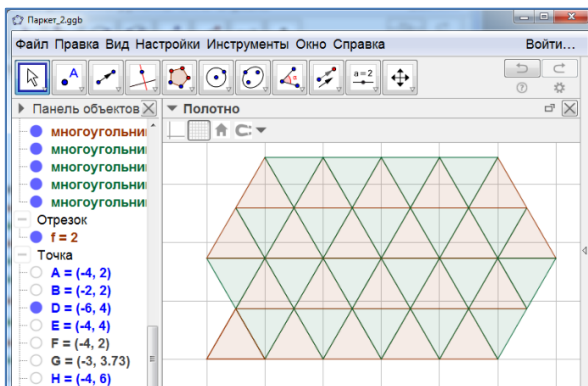 Паркет_2.ggb
Файл Правка Вид Настройки Инструменты Окно Справка Войти...
A
α
a=2
Панель объектов
Полотно
многоугольни
многоугольни
многоугольни
многоугольни
многоугольни
Отрезок
f = 2
Точка
A = (-4, 2)
B = (-2, 2)
D = (-6, 4)
E = (-4, 4)
F = (-4, 2)
G = (-3, 3.73)
H = (-4, 6)